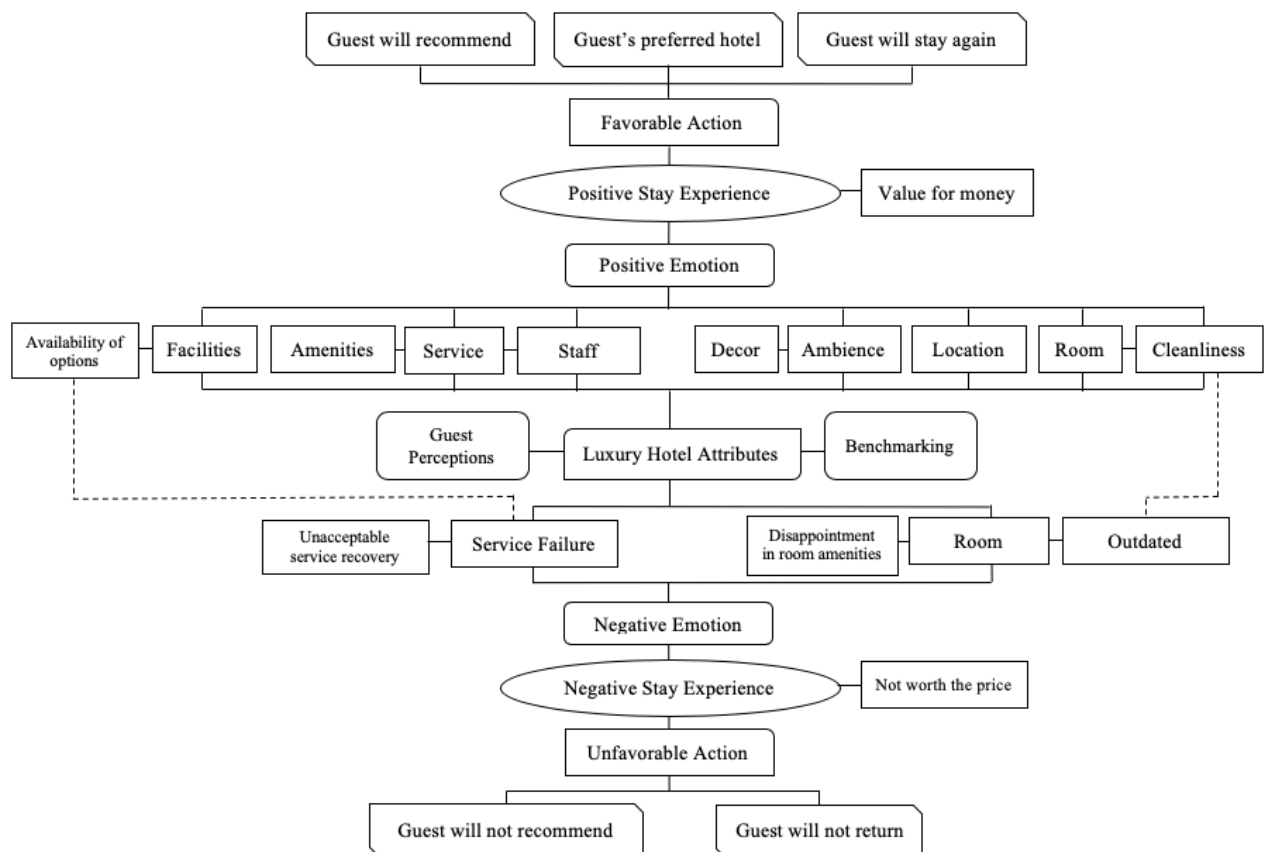 Guest will recommend
Guest's preferred hotel
Guest will stay again
Favorable Action
Positive Stay Experience
Value for money
Positive Emotion
Availability of
options
Facilities
Amenities
Service
Staff
Decor
Ambience
Location
Room
Cleanliness
Guest
Perceptions
Luxury Hotel Attributes
Benchmarking
Unacceptable
service recovery
Service Failure
Disappointment
in room amenities
Room
Outdated
Negative Emotion
Negative Stay Experience
Not worth the price
Unfavorable Action
Guest will not recommend
Guest will not return